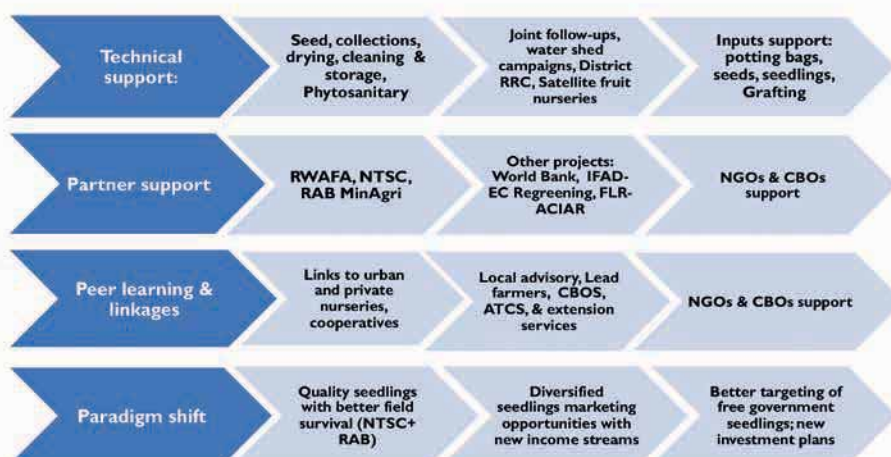 Technical
support:
Seed, collections,
drying, cleaning &
storage,
Phytosanitary
Joint follow-ups,
water shed
campaigns, District
RRC, Satellite fruit
nurseries
Inputs support:
potting bags,
seeds, seedlings,
Grafting
Partner support
RWAFA, NTSC,
RAB MinAgri
Other projects:
World Bank, IFAD-
EC Regreening, FLR-
ACIAR
NGOs & CBOs
support
Peer learning &
linkages
Links to urban
and private
nurseries,
cooperatives
Local advisory, Lead
farmers, CBOS,
ATCS, & extension
services
NGOs & CBOs support
Paradigm shift
Quality seedlings
with better field
survival (NTSC+
RAB)
Diversified
seedlings marketing
opportunities with
new income streams
Better targeting of
free government
seedlings; new
investment plans